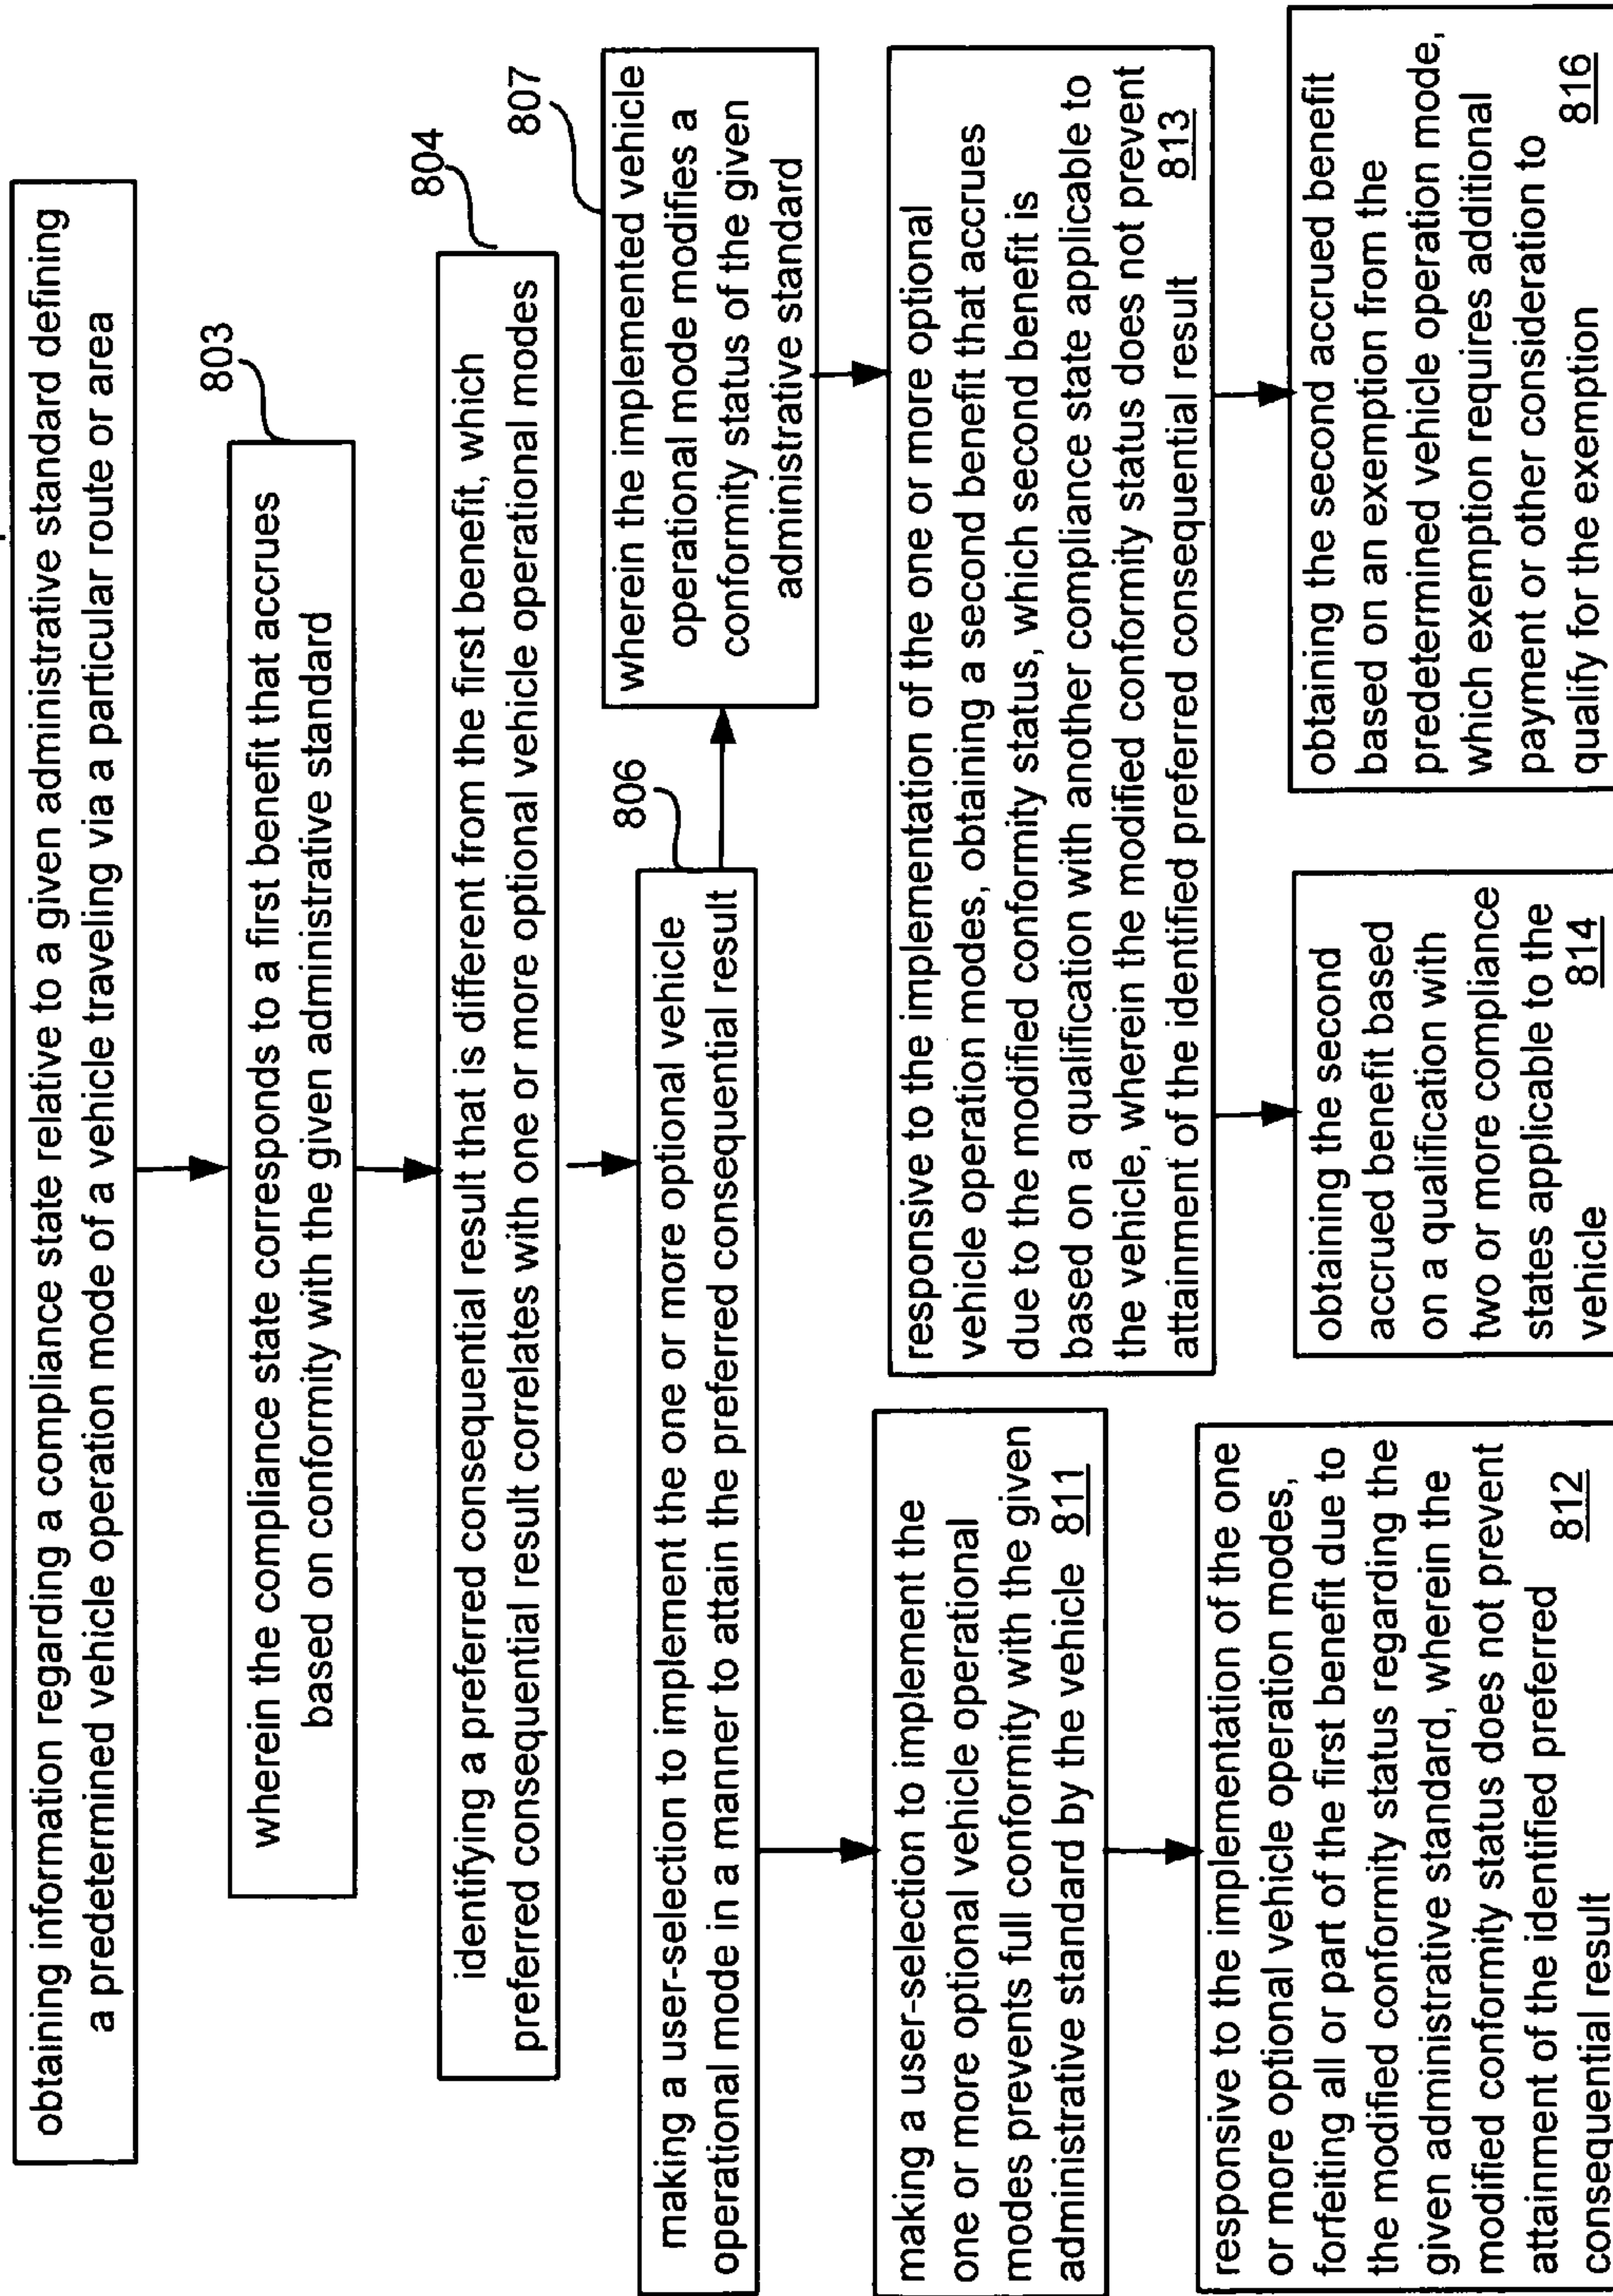 obtaining information regarding a compliance state relative to a given administrative standard defining
a predetermined vehicle operation mode of a vehicle traveling via a particular route or area
803
wherein the compliance state corresponds to a first benefit that accrues
based on conformity with the given administrative standard
804
identifying a preferred consequential result that is different from the first benefit, which
preferred consequential result correlates with one or more optional vehicle operational modes
806
making a user-selection to implement the one or more optional vehicle
operational mode in a manner to attain the preferred consequential result
807
wherein the implemented vehicle
operational mode modifies a
conformity status of the given
administrative standard
making a user-selection to implement the
one or more optional vehicle operational
modes prevents full conformity with the given
administrative standard by the vehicle 811
responsive to the implementation of the one
or more optional vehicle operation modes,
forfeiting all or part of the first benefit due to
the modified conformity status regarding the
given administrative standard, wherein the
modified conformity status does not prevent
attainment of the identified preferred
consequential result 812
responsive to the implementation of the one or more optional
vehicle operation modes, obtaining a second benefit that accrues
due to the modified conformity status, which second benefit is
based on a qualification with another compliance state applicable to
the vehicle, wherein the modified conformity status does not prevent
attainment of the identified preferred consequential result 813
obtaining the second
accrued benefit based
on a qualification with
two or more compliance
states applicable to the
vehicle 814
obtaining the second accrued benefit
based on an exemption from the
predetermined vehicle operation mode,
which exemption requires additional
payment or other consideration to
qualify for the exemption 816